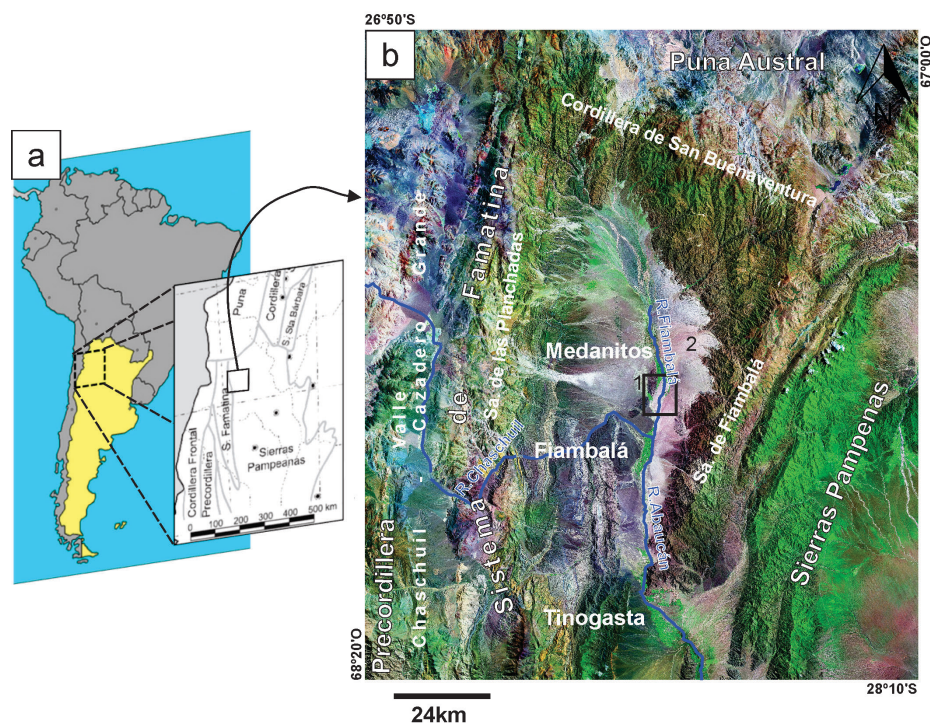 a
Puna
Cordillera
S. Sta Bárbara
S. Famatina
Cordillera Frontal
Precordillera
Sierras
Pampeanas
0 100 200 300 400 500 km
26º50'S
67º00'O
b
Puna Austral
N
Cordillera de San Buenaventura
Sistema de Famatina
Sa. de las Planchadas
Valle Chaschuil - Cazadero Grande
R. Fiambalá
2
Medanitos
1
Sa. de Fiambalá
Fiambalá
R. Chaschuil
R. Abaucán
Sierras Pampenas
Precordillera
Tinogasta
68º20'O
28º10'S
24km